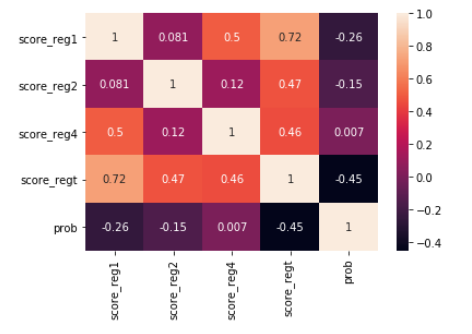 score_reg1 1 0.081 0.5 0.72 -0.26
score_reg2 0.081 1 0.12 0.47 -0.15
score_reg4 0.5 0.12 1 0.46 0.007
score_regt 0.72 0.47 0.46 1 -0.45
prob -0.26 -0.15 0.007 -0.45 1
score_reg1 score_reg2 score_reg4 score_regt prob
1.0
0.8
0.6
0.4
0.2
0.0
-0.2
-0.4